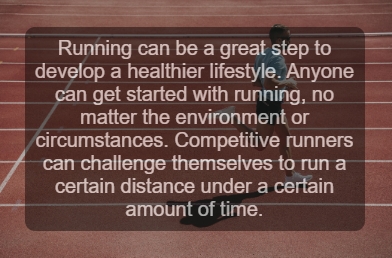 Running can be a great step to
develop a healthier lifestyle. Anyone
can get started with running, no
matter the environment or
circumstances. Competitive runners
can challenge themselves to run a
certain distance under a certain
amount of time.